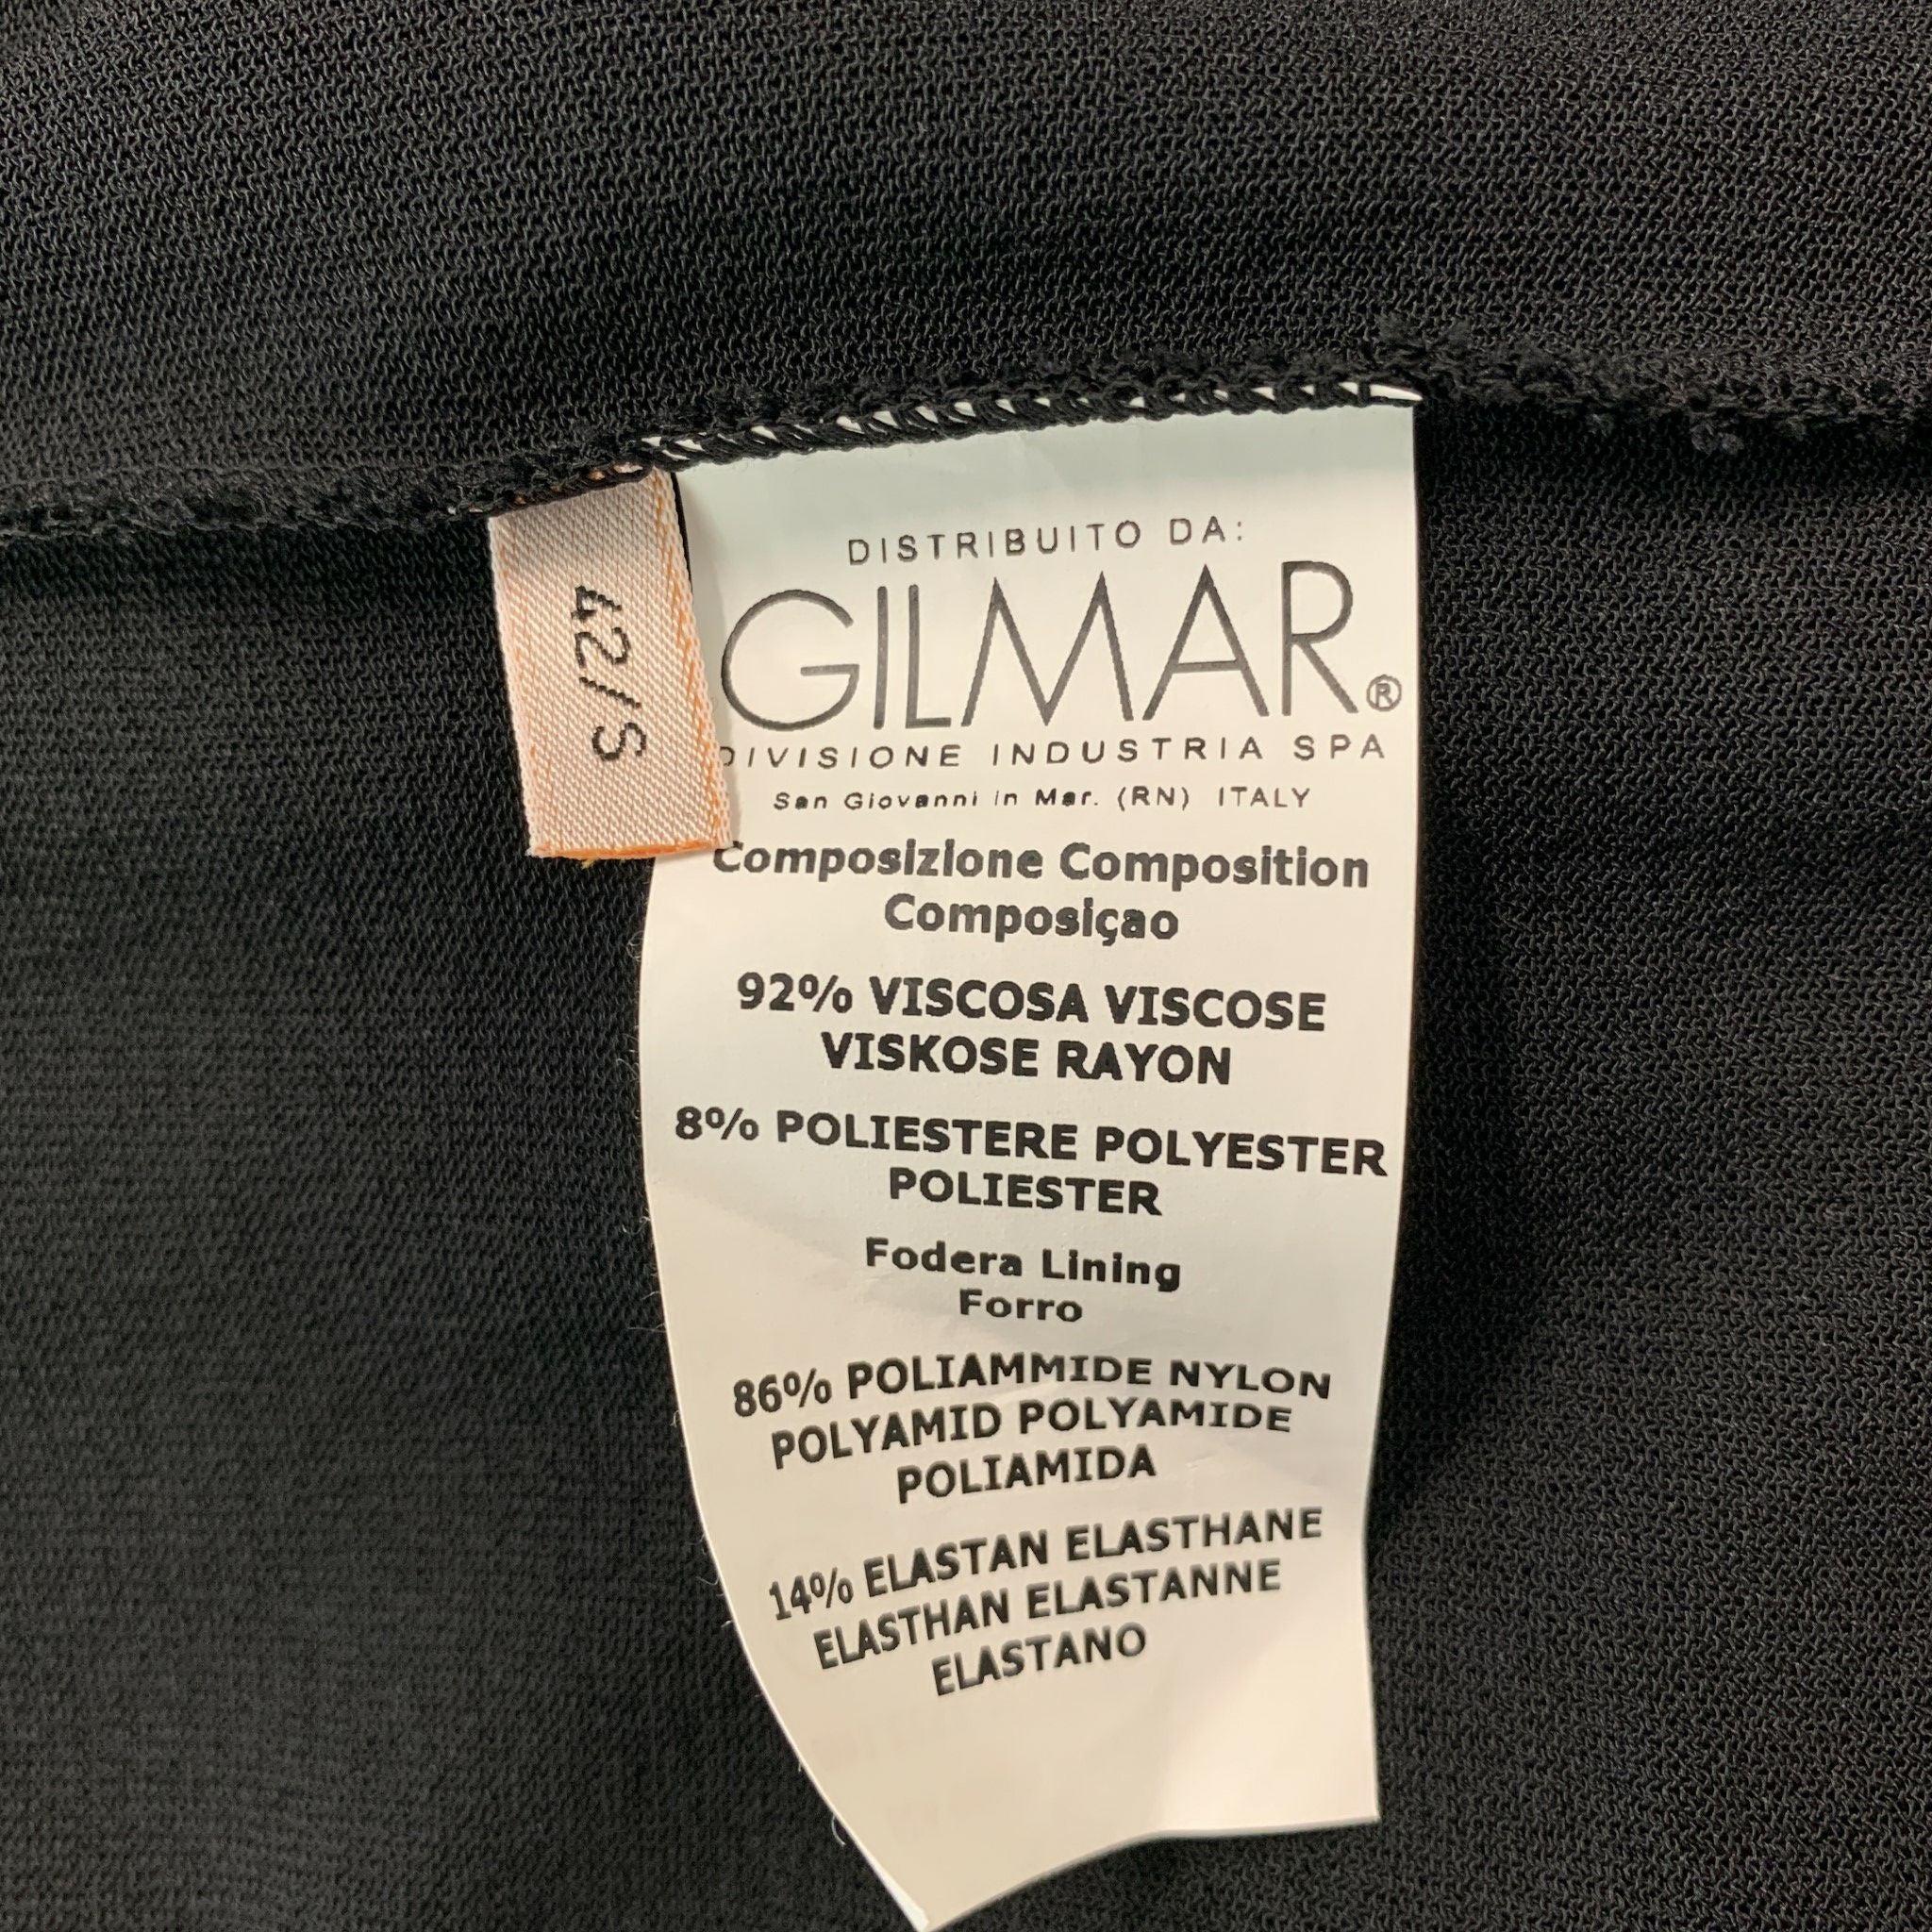 42/S
DISTRIBUITO DA:
GILMAR®
DIVISIONE INDUSTRIA SPA
San Giovanni in Mar. (RN) ITALY
Composizione Composition
Composiçao
92% VISCOSA VISCOSE
VISKOSE RAYON
8% POLIESTERE POLYESTER
POLIESTER
Fodera Lining
Forro
86% POLIAMMIDE NYLON
POLYAMID POLYAMIDE
POLIAMIDA
14% ELASTAN ELASTHANE
ELASTHAN ELASTANNE
ELASTANO